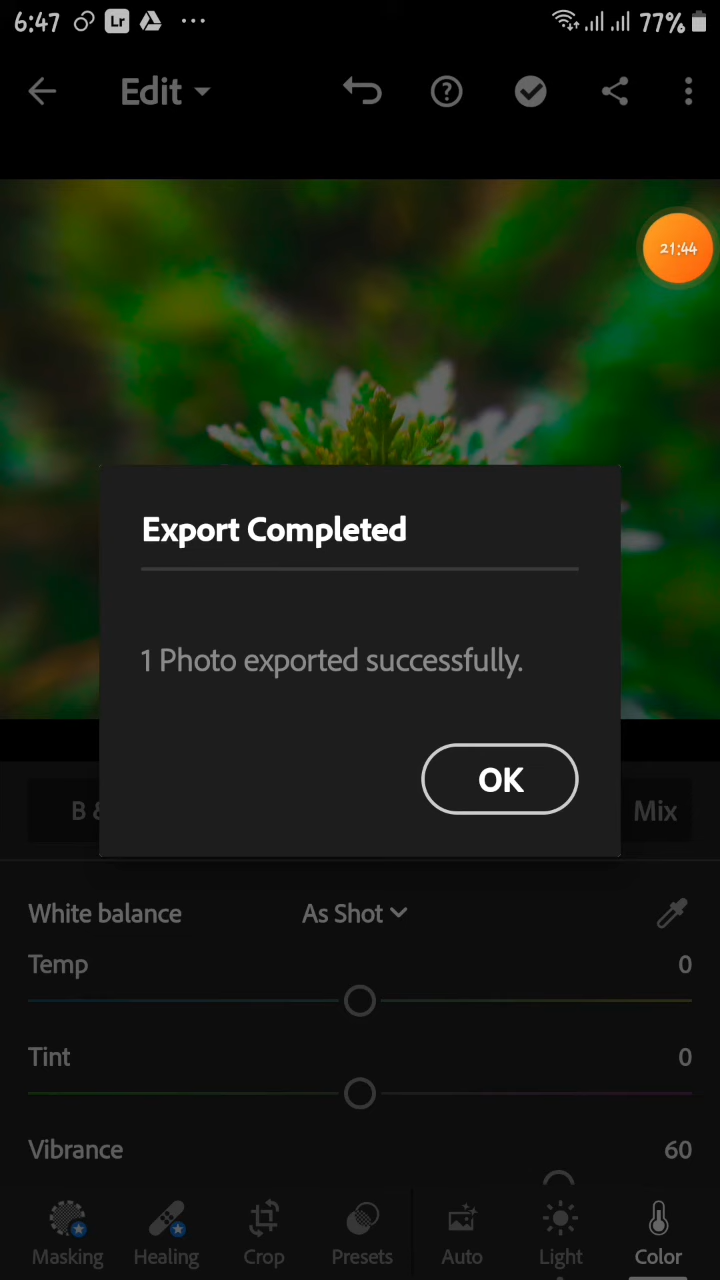 6:47 Lr 77%
Edit
21:44
Export Completed
1 Photo exported successfully.
OK
B & Mix
White balance As Shot
Temp 0
Tint 0
Vibrance 60
Masking Healing Crop Presets Auto Light Color